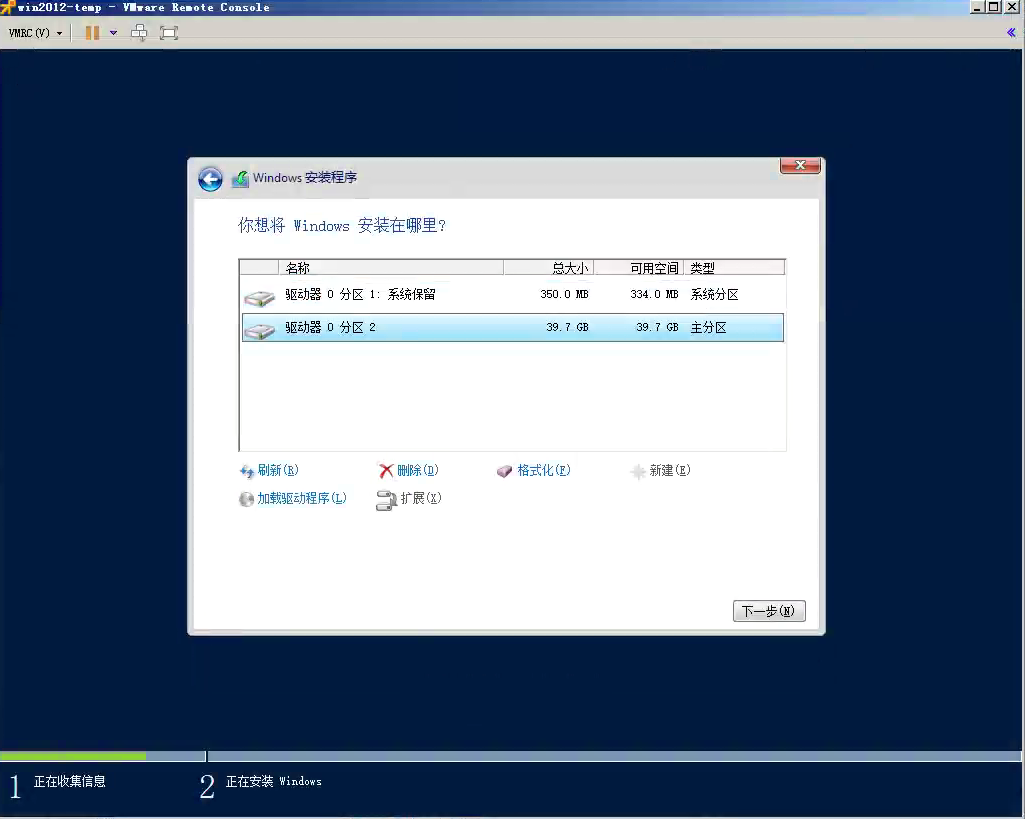 win2012-temp - VMware Remote Console
VMRC(V)
Windows 安装程序
你想将 Windows 安装在哪里?
名称 总大小 可用空间 类型
驱动器 0 分区 1: 系统保留 350.0 MB 334.0 MB 系统分区
驱动器 0 分区 2 39.7 GB 39.7 GB 主分区
刷新(R) 删除(D) 格式化(F) 新建(E)
加载驱动程序(L) 扩展(X)
下一步(N)
1 正在收集信息 2 正在安装 Windows